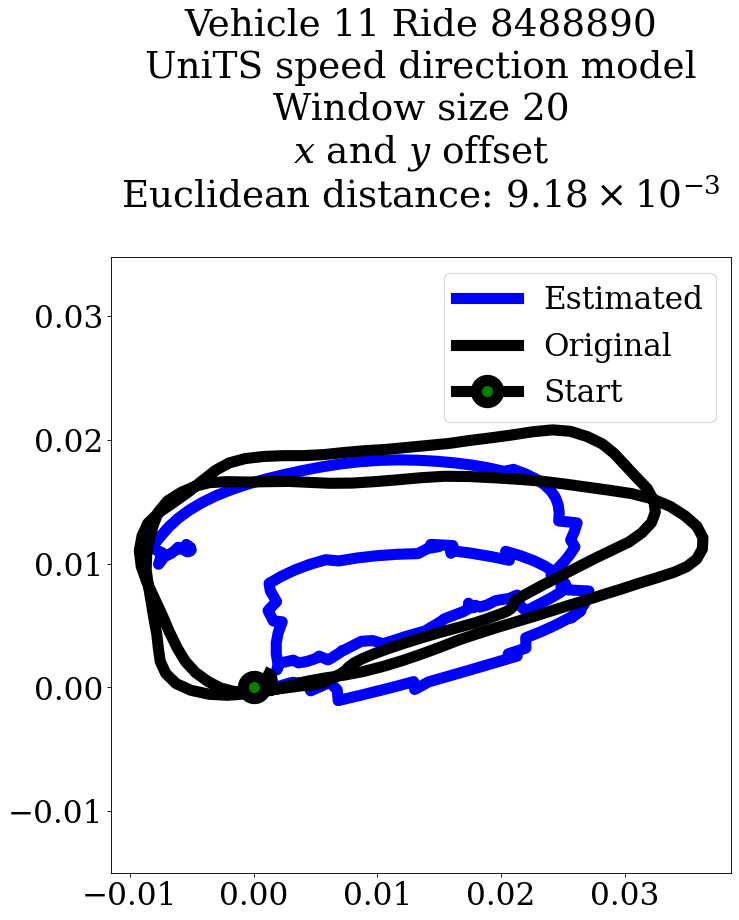 Vehicle 11 Ride 8488890
UniTS speed direction model
Window size 20
x and y offset
Euclidean distance: 9.18 × 10⁻³
Estimated
Original
Start
0.03
0.02
0.01
0.00
−0.01
−0.01 0.00 0.01 0.02 0.03